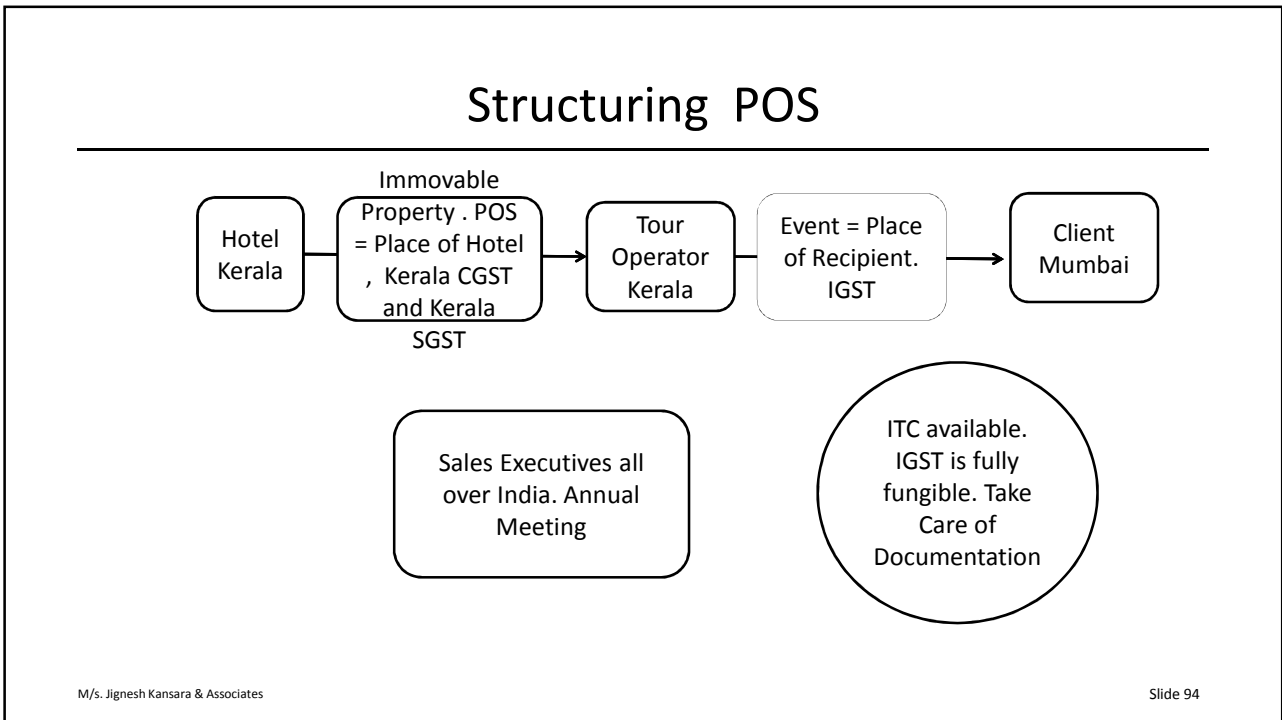 Structuring POS
Hotel
Kerala
Immovable
Property . POS
= Place of Hotel
, Kerala CGST
and Kerala
SGST
Tour
Operator
Kerala
Event = Place
of Recipient.
IGST
Client
Mumbai
Sales Executives all
over India. Annual
Meeting
ITC available.
IGST is fully
fungible. Take
Care of
Documentation
M/s. Jignesh Kansara & Associates
Slide 94